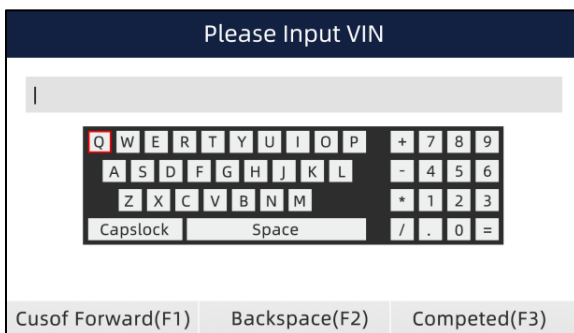 Please Input VIN
Q W E R T Y U I O P + 7 8 9
A S D F G H J K L - 4 5 6
Z X C V B N M * 1 2 3
Capslock Space / . 0 =
Cusof Forward(F1) Backspace(F2) Competed(F3)